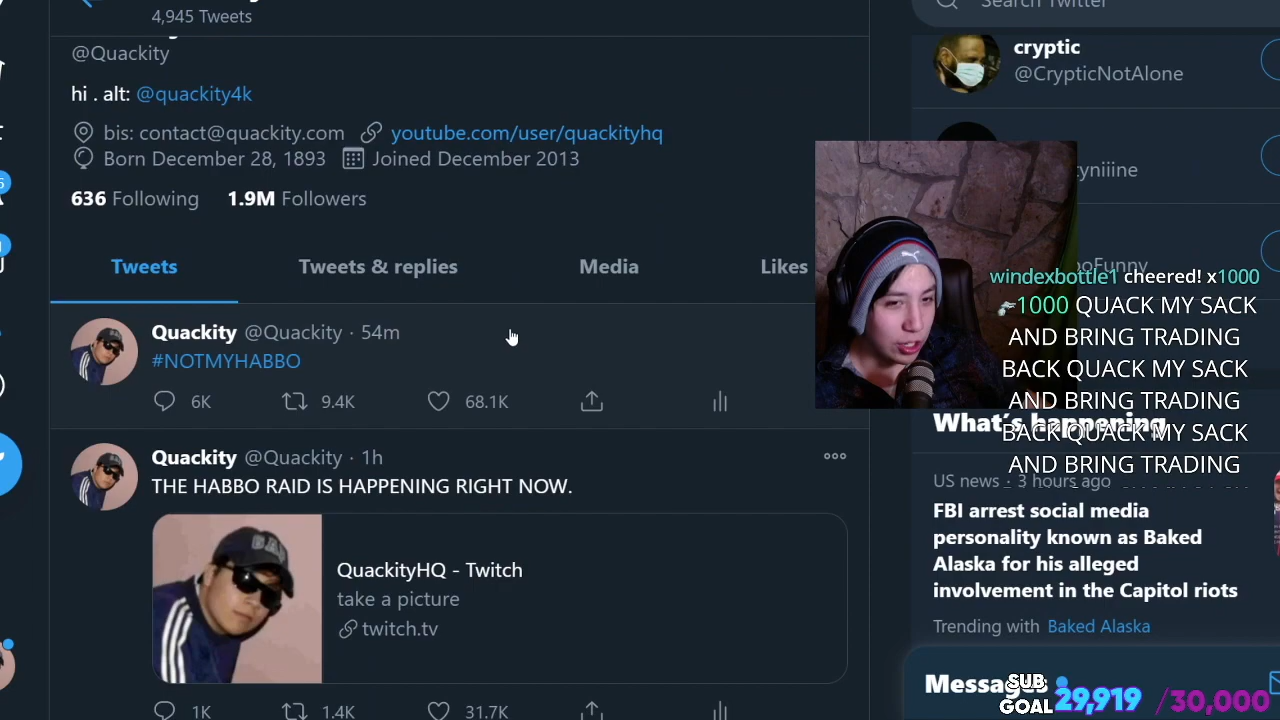 4,945 Tweets
Search Twitter
@Quackity
hi . alt: @quackity4k
bis: contact@quackity.com youtube.com/user/quackityhq
Born December 28, 1893 Joined December 2013
636 Following 1.9M Followers
Tweets Tweets & replies Media Likes
Quackity @Quackity · 54m
#NOTMYHABBO
6K 9.4K 68.1K
Quackity @Quackity · 1h
THE HABBO RAID IS HAPPENING RIGHT NOW.
QuackityHQ - Twitch
take a picture
twitch.tv
1K 1.4K 31.7K
cryptic
@CrypticNotAlone
windexbottle1 cheered! x1000
1000 QUACK MY SACK
AND BRING TRADING
BACK QUACK MY SACK
AND BRING TRADING
BACK QUACK MY SACK
AND BRING TRADING
What's happening
US news · 3 hours ago
FBI arrest social media
personality known as Baked
Alaska for his alleged
involvement in the Capitol riots
Trending with Baked Alaska
Messages
SUB
GOAL 29,919 /30,000